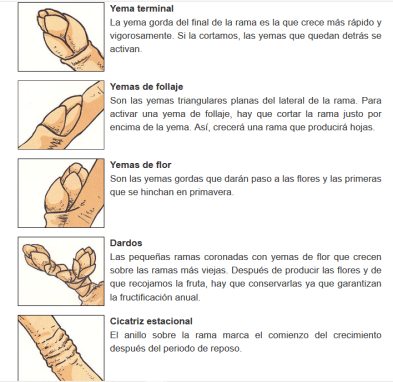 Yema terminal
La yema gorda del final de la rama es la que crece más rápido y
vigorosamente. Si la cortamos, las yemas que quedan detrás se
activan.
Yemas de follaje
Son las yemas triangulares planas del lateral de la rama. Para
activar una yema de follaje, hay que cortar la rama justo por
encima de la yema. Así, crecerá una rama que producirá hojas.
Yemas de flor
Son las yemas gordas que darán paso a las flores y las primeras
que se hinchan en primavera.
Dardos
Las pequeñas ramas coronadas con yemas de flor que crecen
sobre las ramas más viejas. Después de producir las flores y de
que recojamos la fruta, hay que conservarlas ya que garantizan
la fructificación anual.
Cicatriz estacional
El anillo sobre la rama marca el comienzo del crecimiento
después del periodo de reposo.